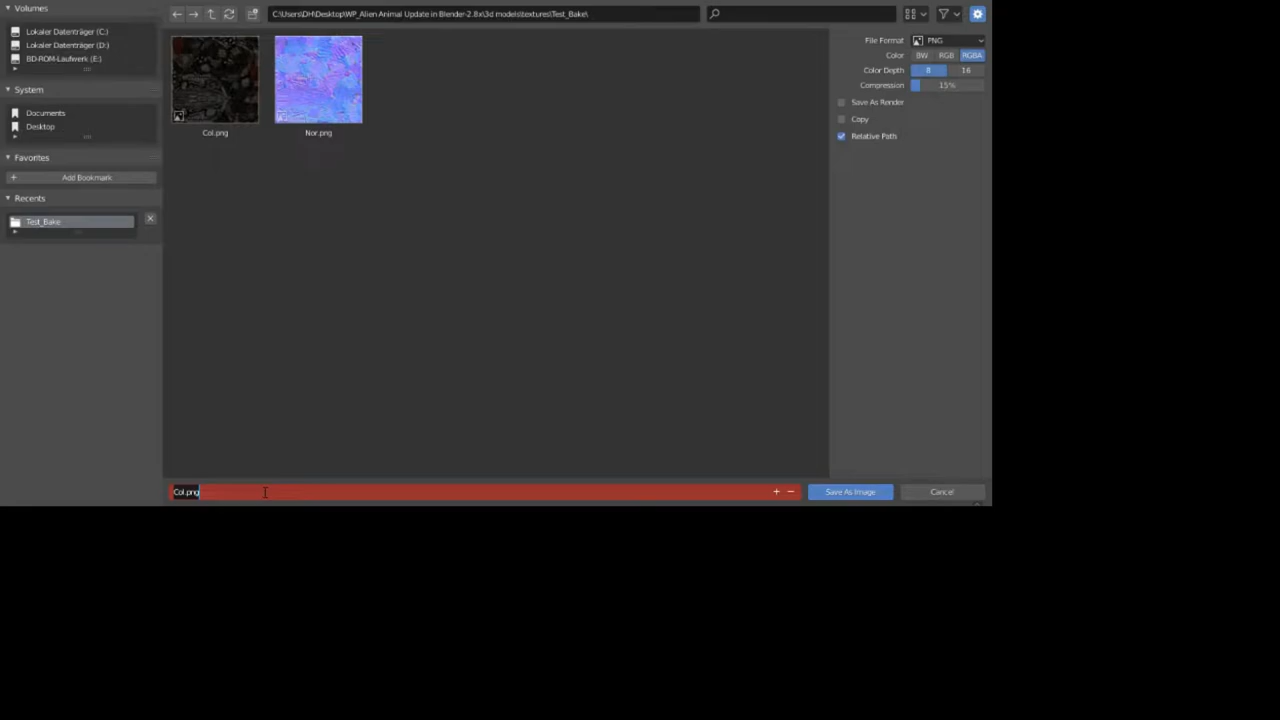 Volumes
C:\Users\DH\Desktop\WP_Alien Animal Update in Blender-2.8x\3d models\textures\Test_Bake\
Lokaler Datenträger (C:)
Lokaler Datenträger (D:)
BD-ROM-Laufwerk (E:)
System
Documents
Desktop
Favorites
Add Bookmark
Recents
Test_Bake
Col.png
Nor.png
File Format
PNG
Color
BW
RGB
RGBA
Color Depth
8
16
Compression
15%
Save As Render
Copy
Relative Path
Col.png
Save As Image
Cancel